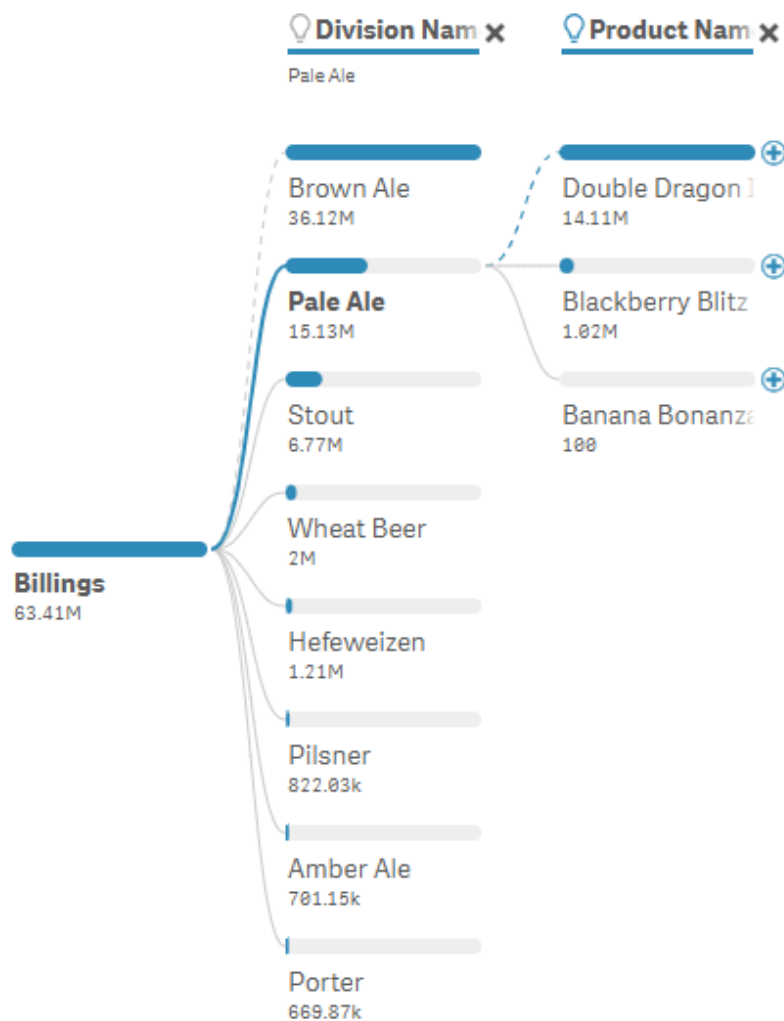 Division Nam
Product Nam
Pale Ale
Brown Ale
36.12M
Double Dragon
14.11M
Pale Ale
15.13M
Blackberry Blitz
1.02M
Stout
6.77M
Banana Bonanza
100
Wheat Beer
2M
Billings
63.41M
Hefeweizen
1.21M
Pilsner
822.03k
Amber Ale
701.15k
Porter
669.87k